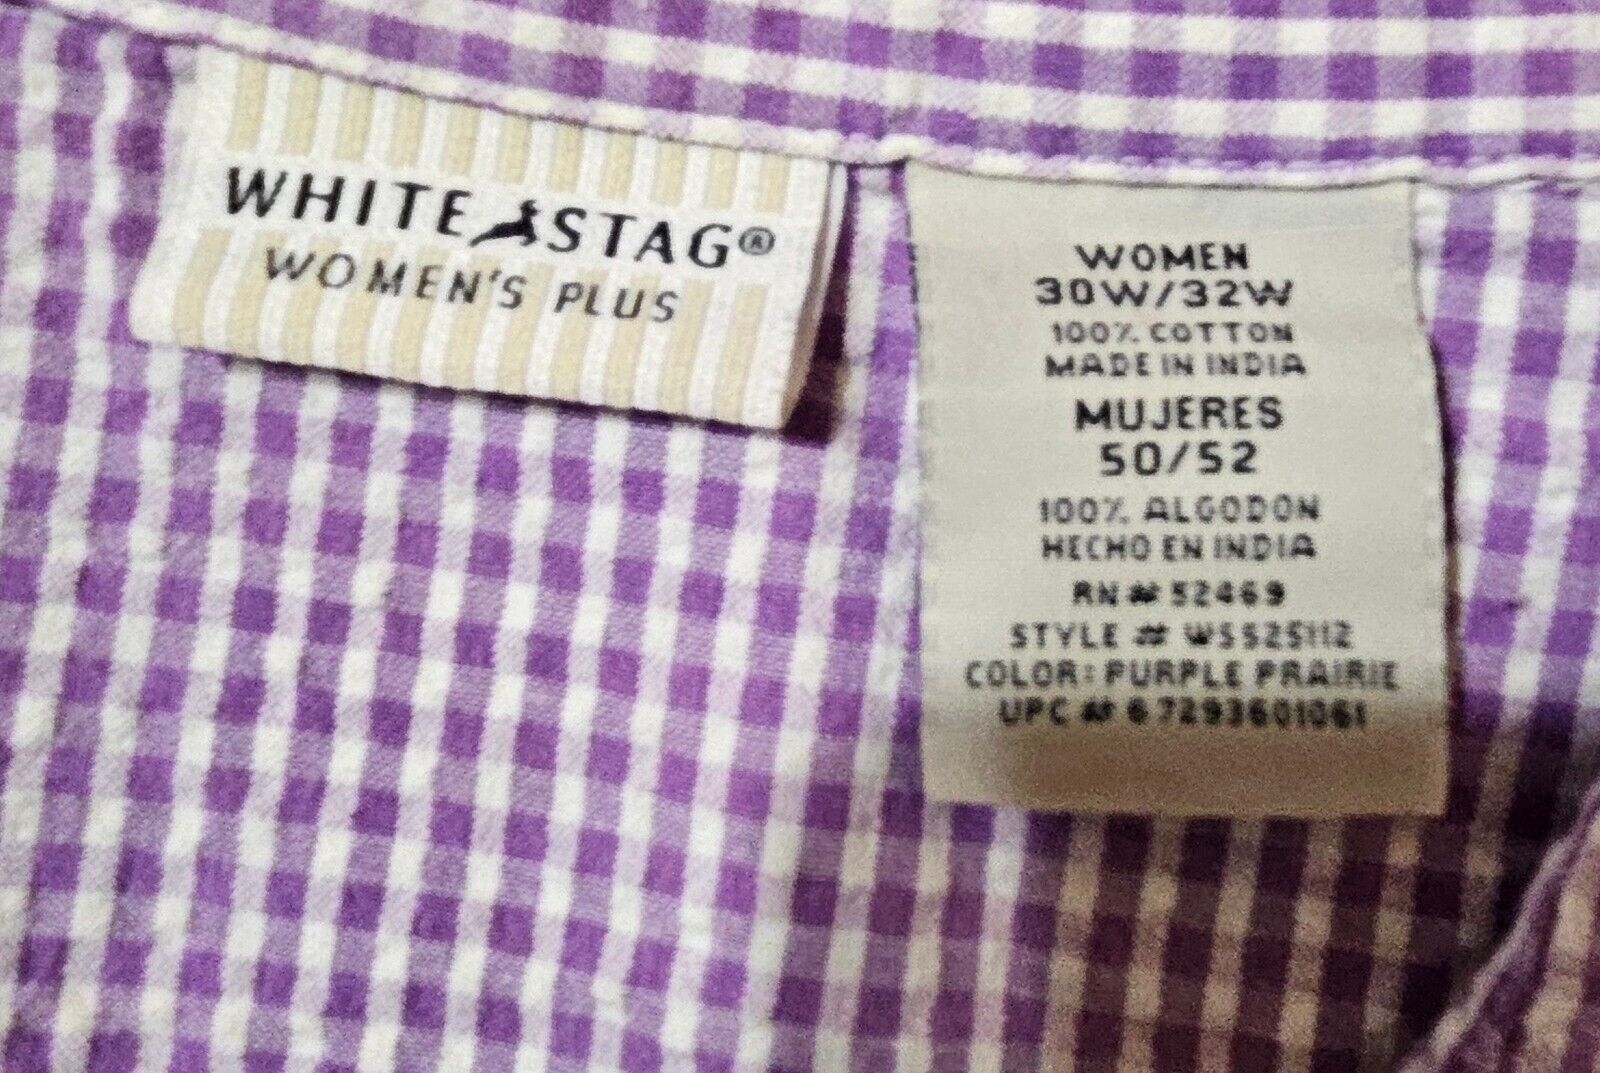 WHITE STAG®
WOMEN'S PLUS
WOMEN
30W/32W
100% COTTON
MADE IN INDIA
MUJERES
50/52
100% ALGODON
HECHO EN INDIA
RN # 52469
STYLE # WS525112
COLOR: PURPLE PRAIRIE
UPC # 67293601061